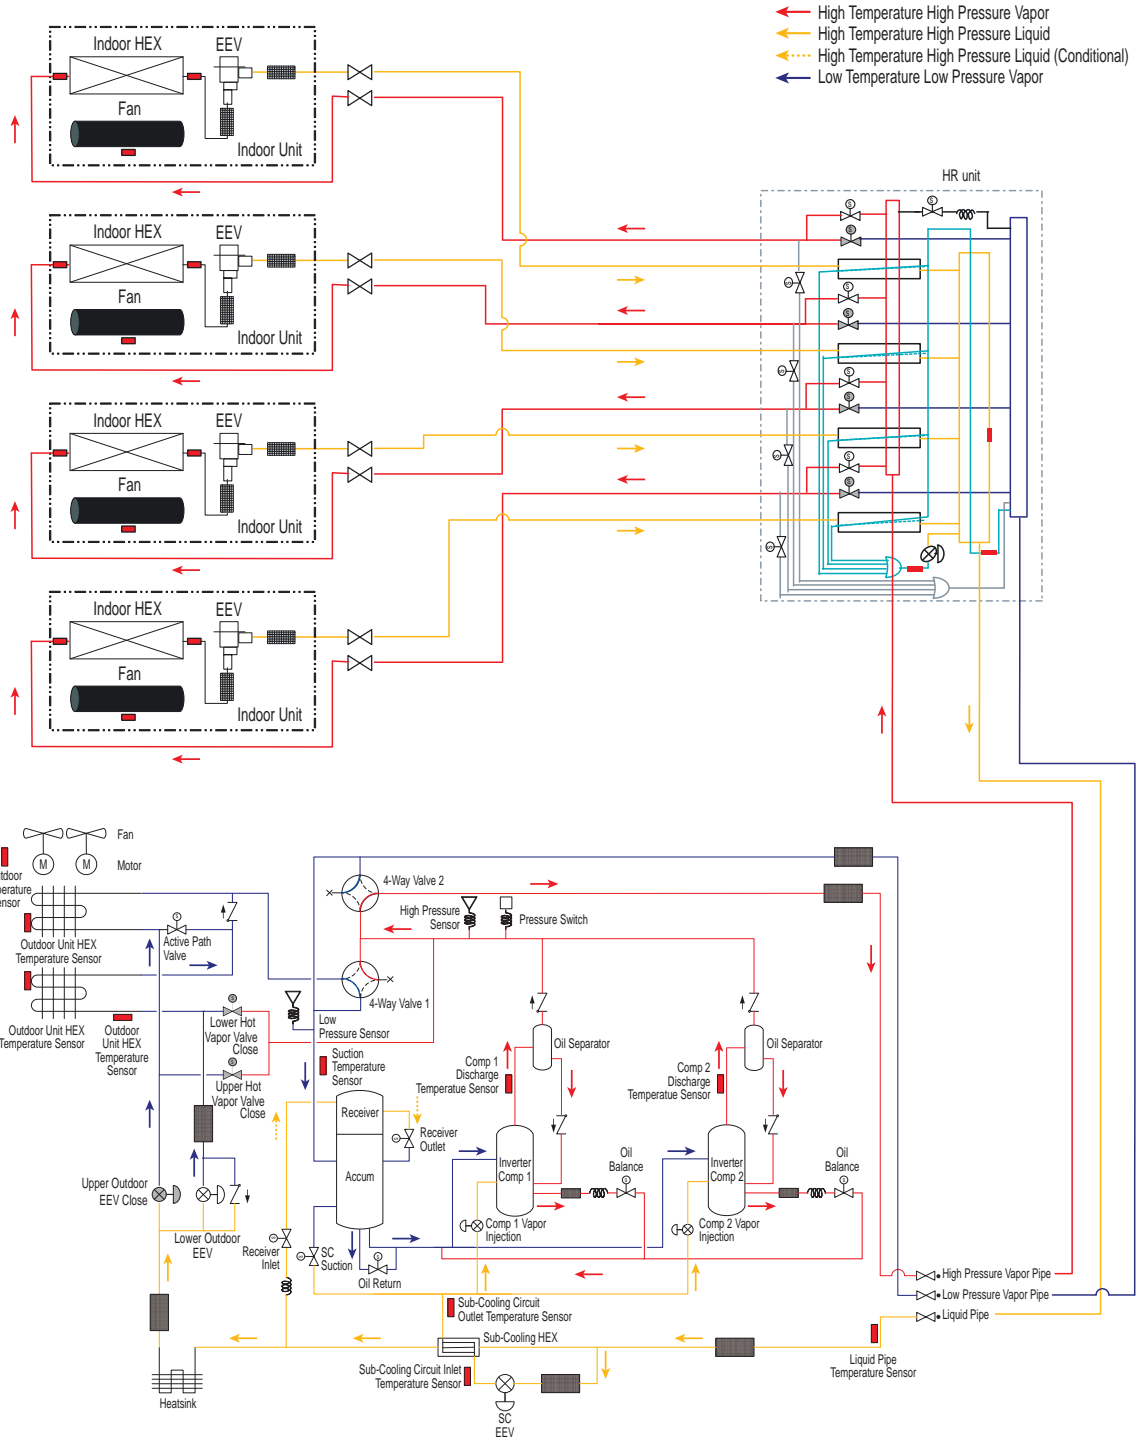 High Temperature High Pressure Vapor
High Temperature High Pressure Liquid
High Temperature High Pressure Liquid (Conditional)
Low Temperature Low Pressure Vapor
Indoor HEX
EEV
Fan
Indoor Unit
HR unit
Indoor HEX
EEV
Fan
Indoor Unit
Indoor HEX
EEV
Fan
Indoor Unit
Indoor HEX
EEV
Fan
Indoor Unit
Fan
M
M
Motor
tdoor
perature
ensor
4-Way Valve 2
High Pressure
Sensor
Pressure Switch
Outdoor Unit HEX
Temperature Sensor
Active Path
Valve
4-Way Valve 1
Outdoor Unit HEX
Temperature Sensor
Outdoor
Unit HEX
Temperature
Sensor
Lower Hot
Vapor Valve
Close
Upper Hot
Vapor Valve
Close
Low
Pressure Sensor
Suction
Temperature
Sensor
Oil Separator
Oil Separator
Comp 1
Discharge
Temperatue Sensor
Comp 2
Discharge
Temperatue Sensor
Receiver
Receiver
Outlet
Accum
Inverter
Comp 1
Oil
Balance
Inverter
Comp 2
Oil
Balance
Upper Outdoor
EEV Close
Lower Outdoor
EEV
Receiver
Inlet
SC
Suction
Oil Return
Comp 1 Vapor
Injection
Comp 2 Vapor
Injection
High Pressure Vapor Pipe
Low Pressure Vapor Pipe
Liquid Pipe
Sub-Cooling Circuit
Outlet Temperature Sensor
Sub-Cooling HEX
Liquid Pipe
Temperature Sensor
Sub-Cooling Circuit Inlet
Temperature Sensor
Heatsink
SC
EEV